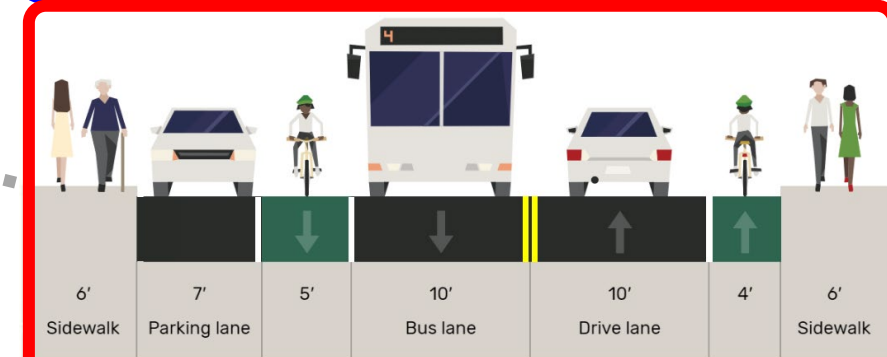 4
6′ 7′ 5′ 10′ 10′ 4′ 6′
Sidewalk Parking lane Bus lane Drive lane Sidewalk